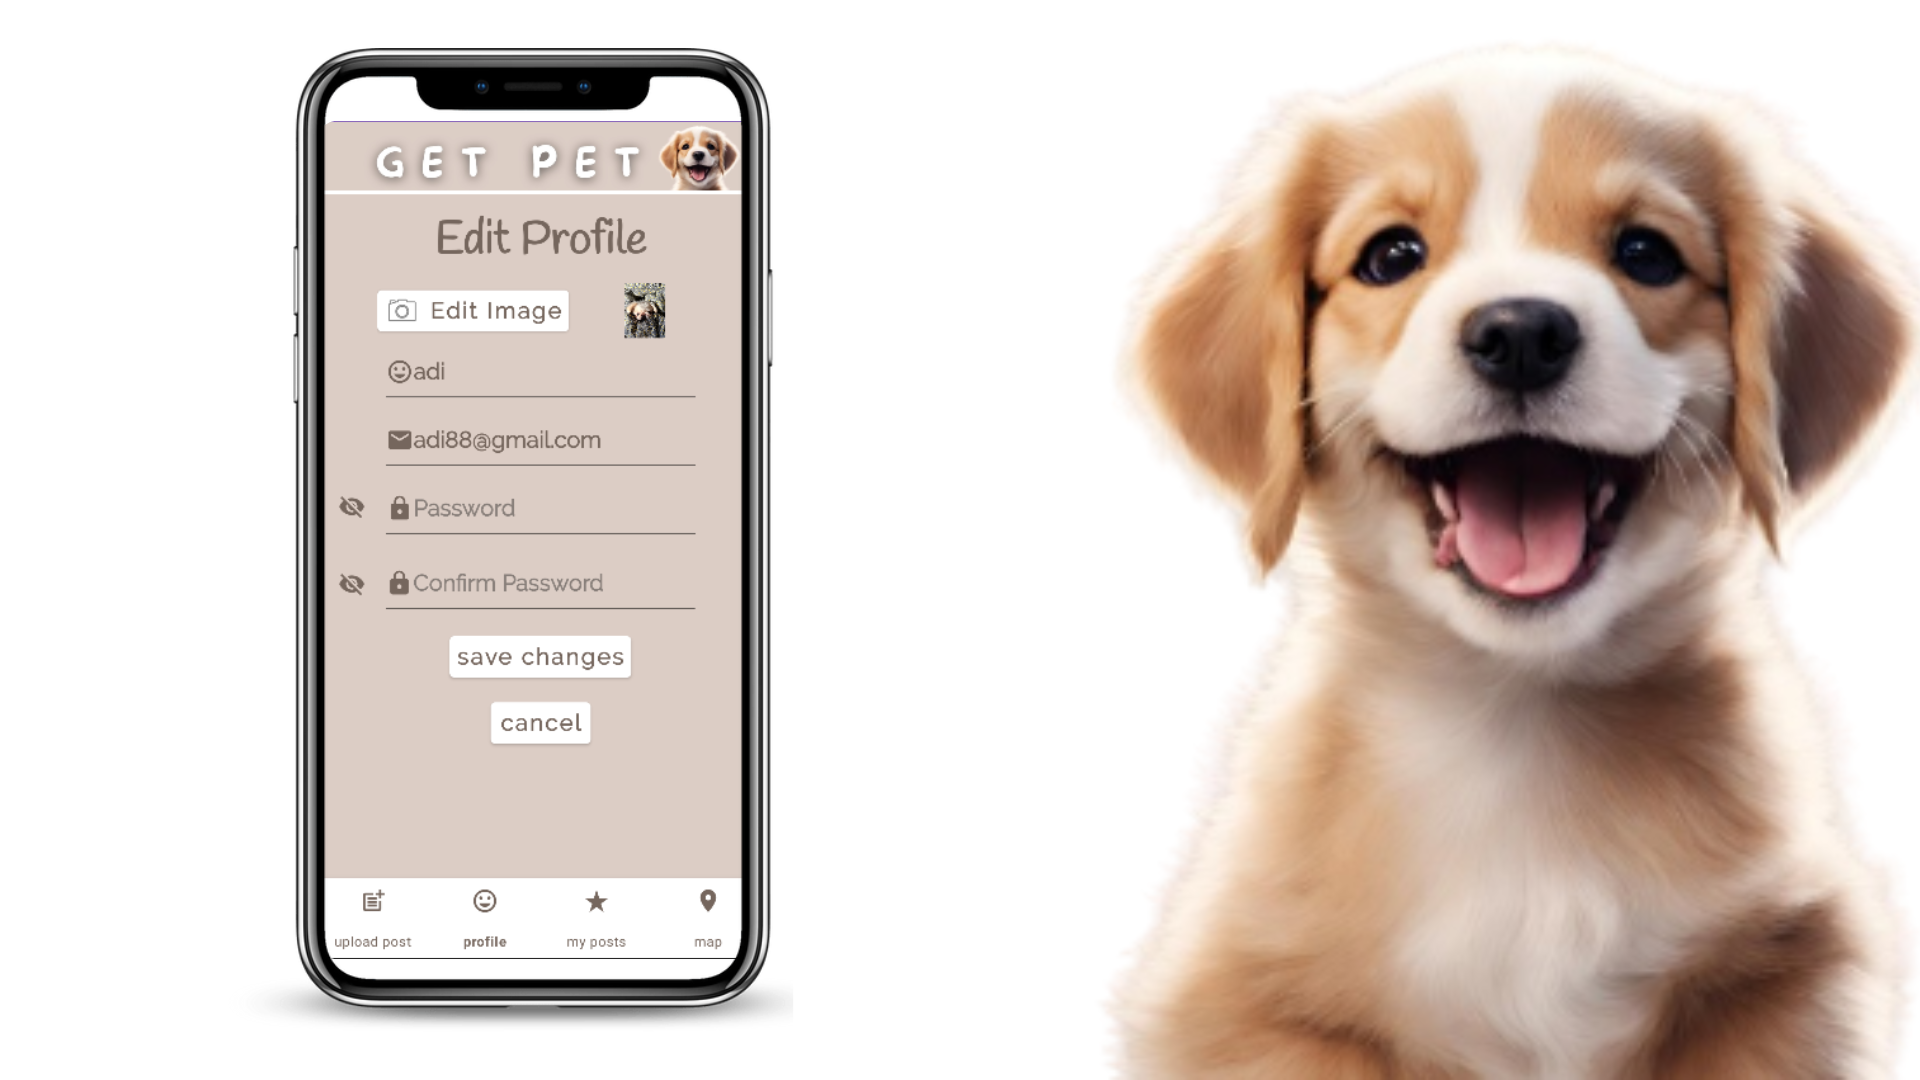 GET PET
Edit Profile
Edit Image
adi
adi88@gmail.com
Password
Confirm Password
save changes
cancel
upload post profile my posts map